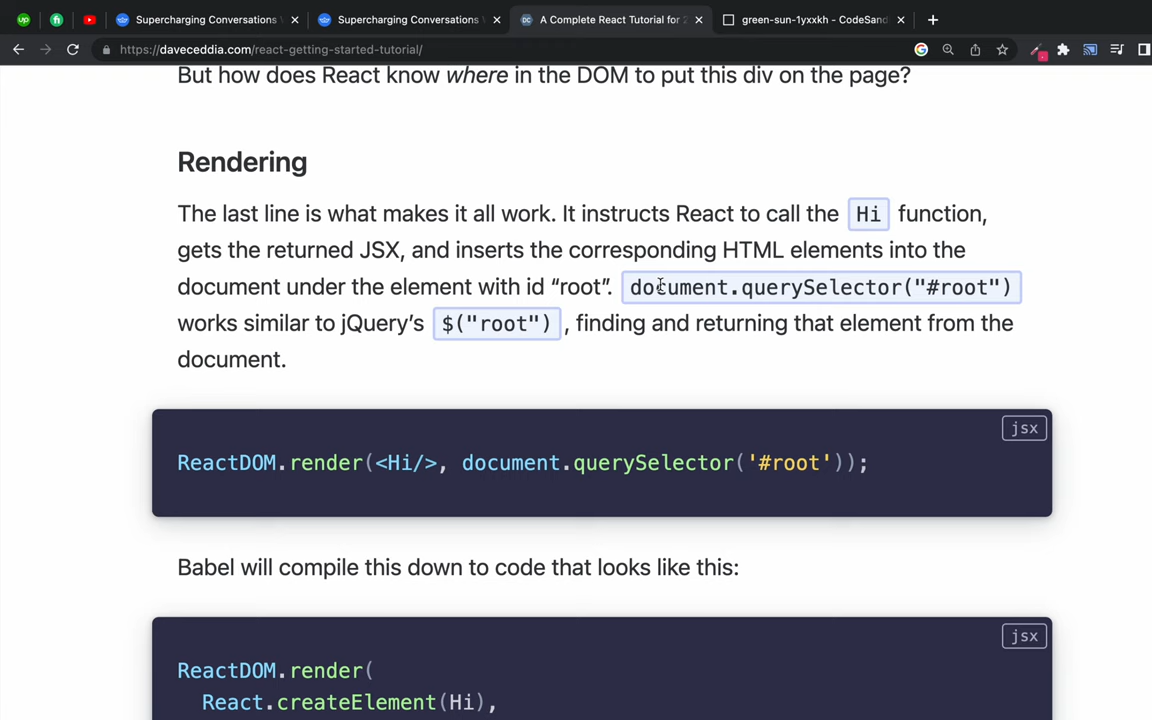 Supercharging Conversations
Supercharging Conversations
A Complete React Tutorial for 2
green-sun-1yxxkh - CodeSand
https://daveceddia.com/react-getting-started-tutorial/
But how does React know where in the DOM to put this div on the page?
Rendering
The last line is what makes it all work. It instructs React to call the Hi function,
gets the returned JSX, and inserts the corresponding HTML elements into the
document under the element with id “root”. document.querySelector("#root")
works similar to jQuery’s $("root") , finding and returning that element from the
document.
jsx
ReactDOM.render(<Hi/>, document.querySelector('#root'));
Babel will compile this down to code that looks like this:
jsx
ReactDOM.render(
React.createElement(Hi),